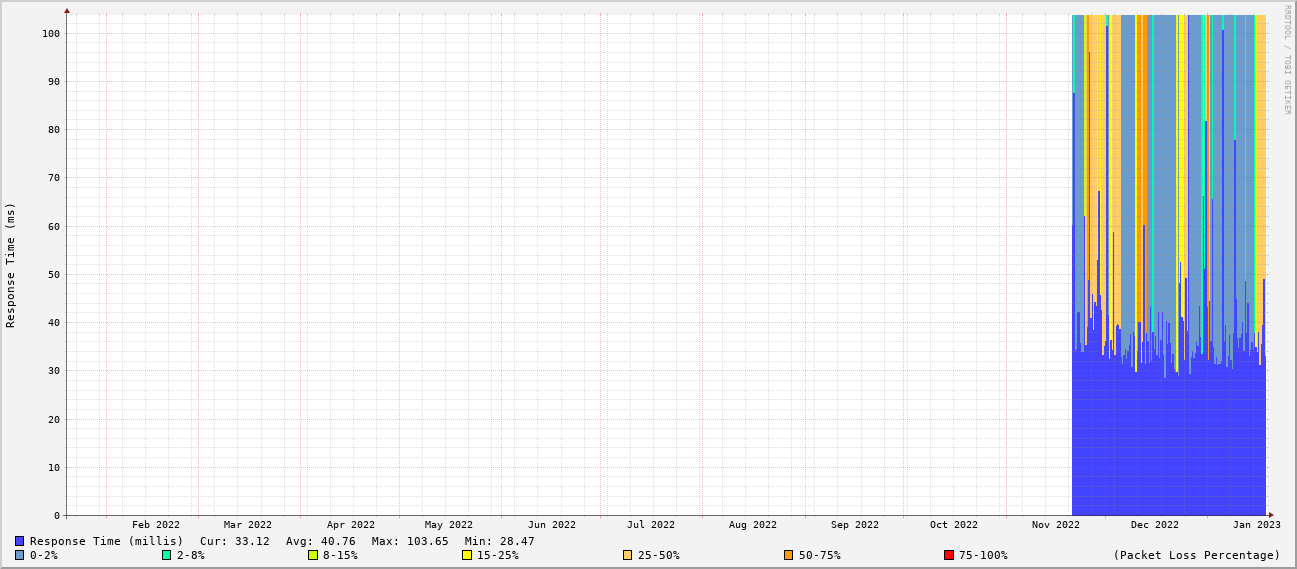 RRDTOOL / TOBI OETIKER
Response Time (ms)
100
90
80
70
60
50
40
30
20
10
0
Feb 2022 Mar 2022 Apr 2022 May 2022 Jun 2022 Jul 2022 Aug 2022 Sep 2022 Oct 2022 Nov 2022 Dec 2022 Jan 2023
Response Time (millis) Cur: 33.12 Avg: 40.76 Max: 103.65 Min: 28.47
0-2% 2-8% 8-15% 15-25% 25-50% 50-75% 75-100% (Packet Loss Percentage)